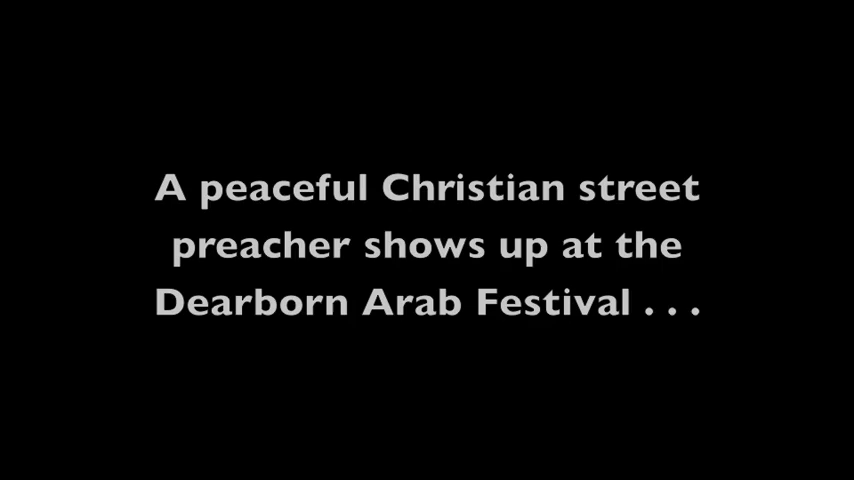 A peaceful Christian street
preacher shows up at the
Dearborn Arab Festival . . .